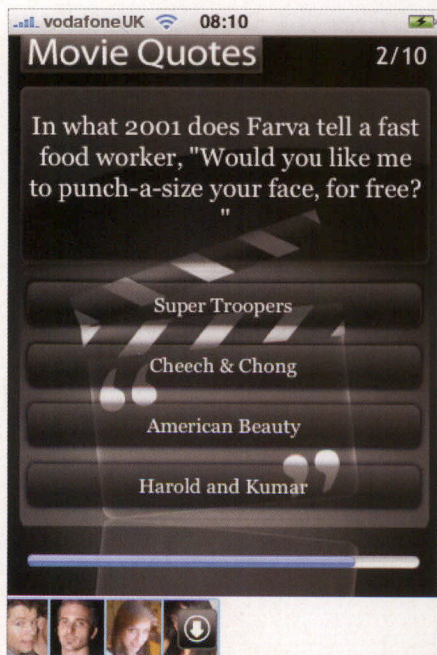 vodafone UK 08:10
Movie Quotes 2/10
In what 2001 does Farva tell a fast
food worker, "Would you like me
to punch-a-size your face, for free?
"
Super Troopers
Cheech & Chong
American Beauty
Harold and Kumar